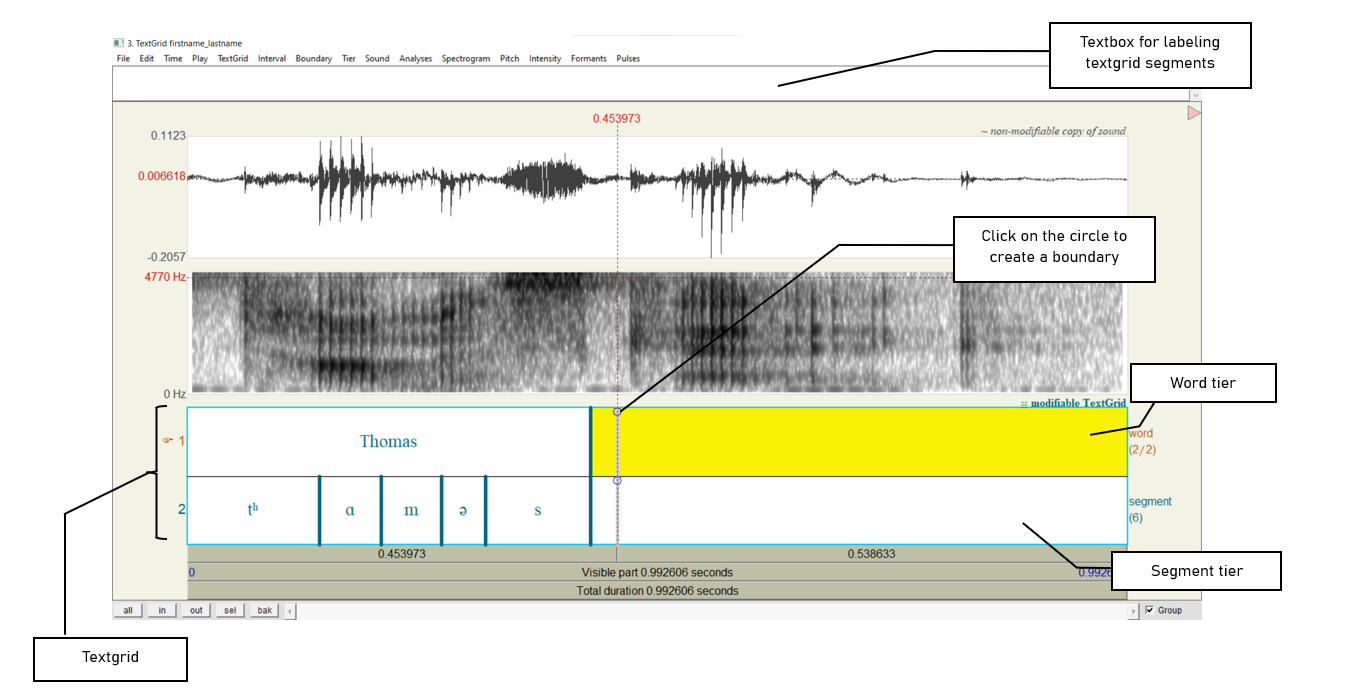 3. TextGrid firstname_lastname
File Edit Time Play TextGrid Interval Boundary Tier Sound Analyses Spectrogram Pitch Intensity Formants Pulses
Textbox for labeling
textgrid segments
0.453973
~ non-modifiable copy of sound
0.1123
0.006618
-0.2057
Click on the circle to
create a boundary
4770 Hz
0 Hz
Word tier
:: modifiable TextGrid
☞ 1
Thomas
word
(2/2)
2
tʰ ɑ m ə s
segment
(6)
0.453973 0.538633
0 Visible part 0.992606 seconds
Segment tier
Total duration 0.992606 seconds
all in out sel bak
Group
Textgrid